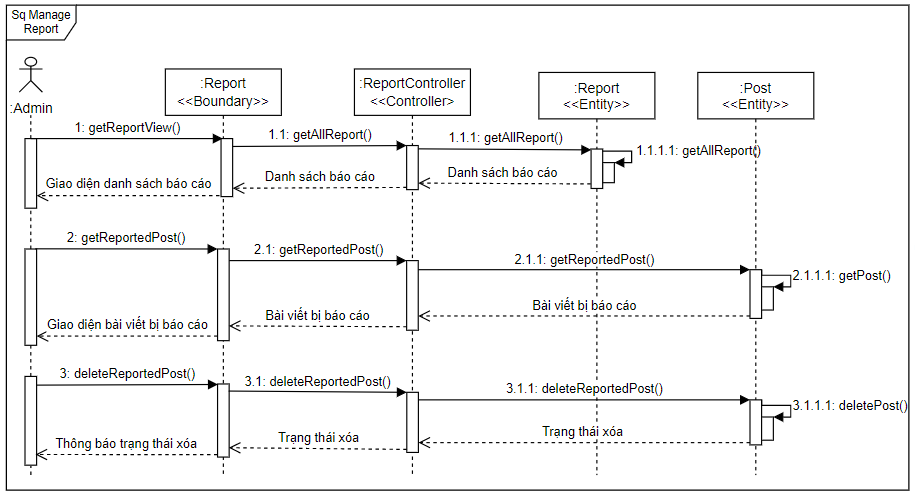 Sq Manage
Report
:Admin
:Report
<<Boundary>>
:ReportController
<<Controller>
:Report
<<Entity>>
:Post
<<Entity>>
1: getReportView()
1.1: getAllReport()
1.1.1: getAllReport()
1.1.1.1: getAllReport()
Danh sách báo cáo
Danh sách báo cáo
Giao diện danh sách báo cáo
2: getReportedPost()
2.1: getReportedPost()
2.1.1: getReportedPost()
2.1.1.1: getPost()
Bài viết bị báo cáo
Bài viết bị báo cáo
Giao diện bài viết bị báo cáo
3: deleteReportedPost()
3.1: deleteReportedPost()
3.1.1: deleteReportedPost()
3.1.1.1: deletePost()
Trạng thái xóa
Trạng thái xóa
Thông báo trạng thái xóa